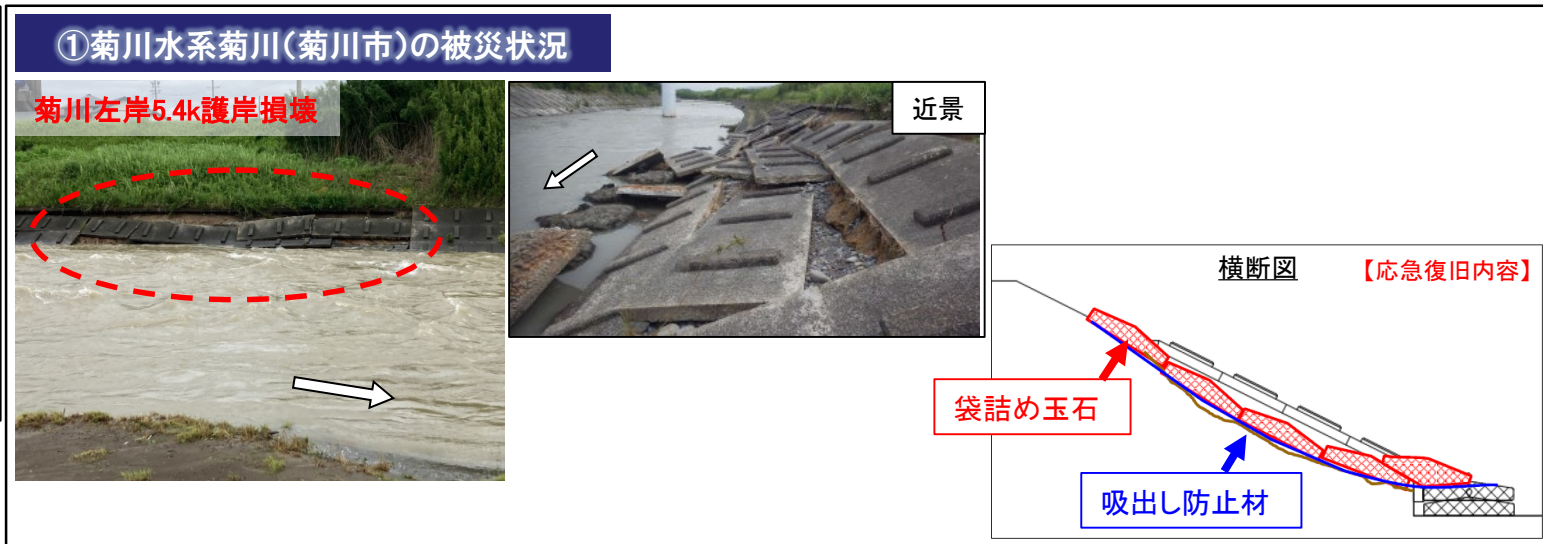 ①菊川水系菊川(菊川市)の被災状況
菊川左岸5.4k護岸損壊
近景
横断図
【応急復旧内容】
袋詰め玉石
吸出し防止材